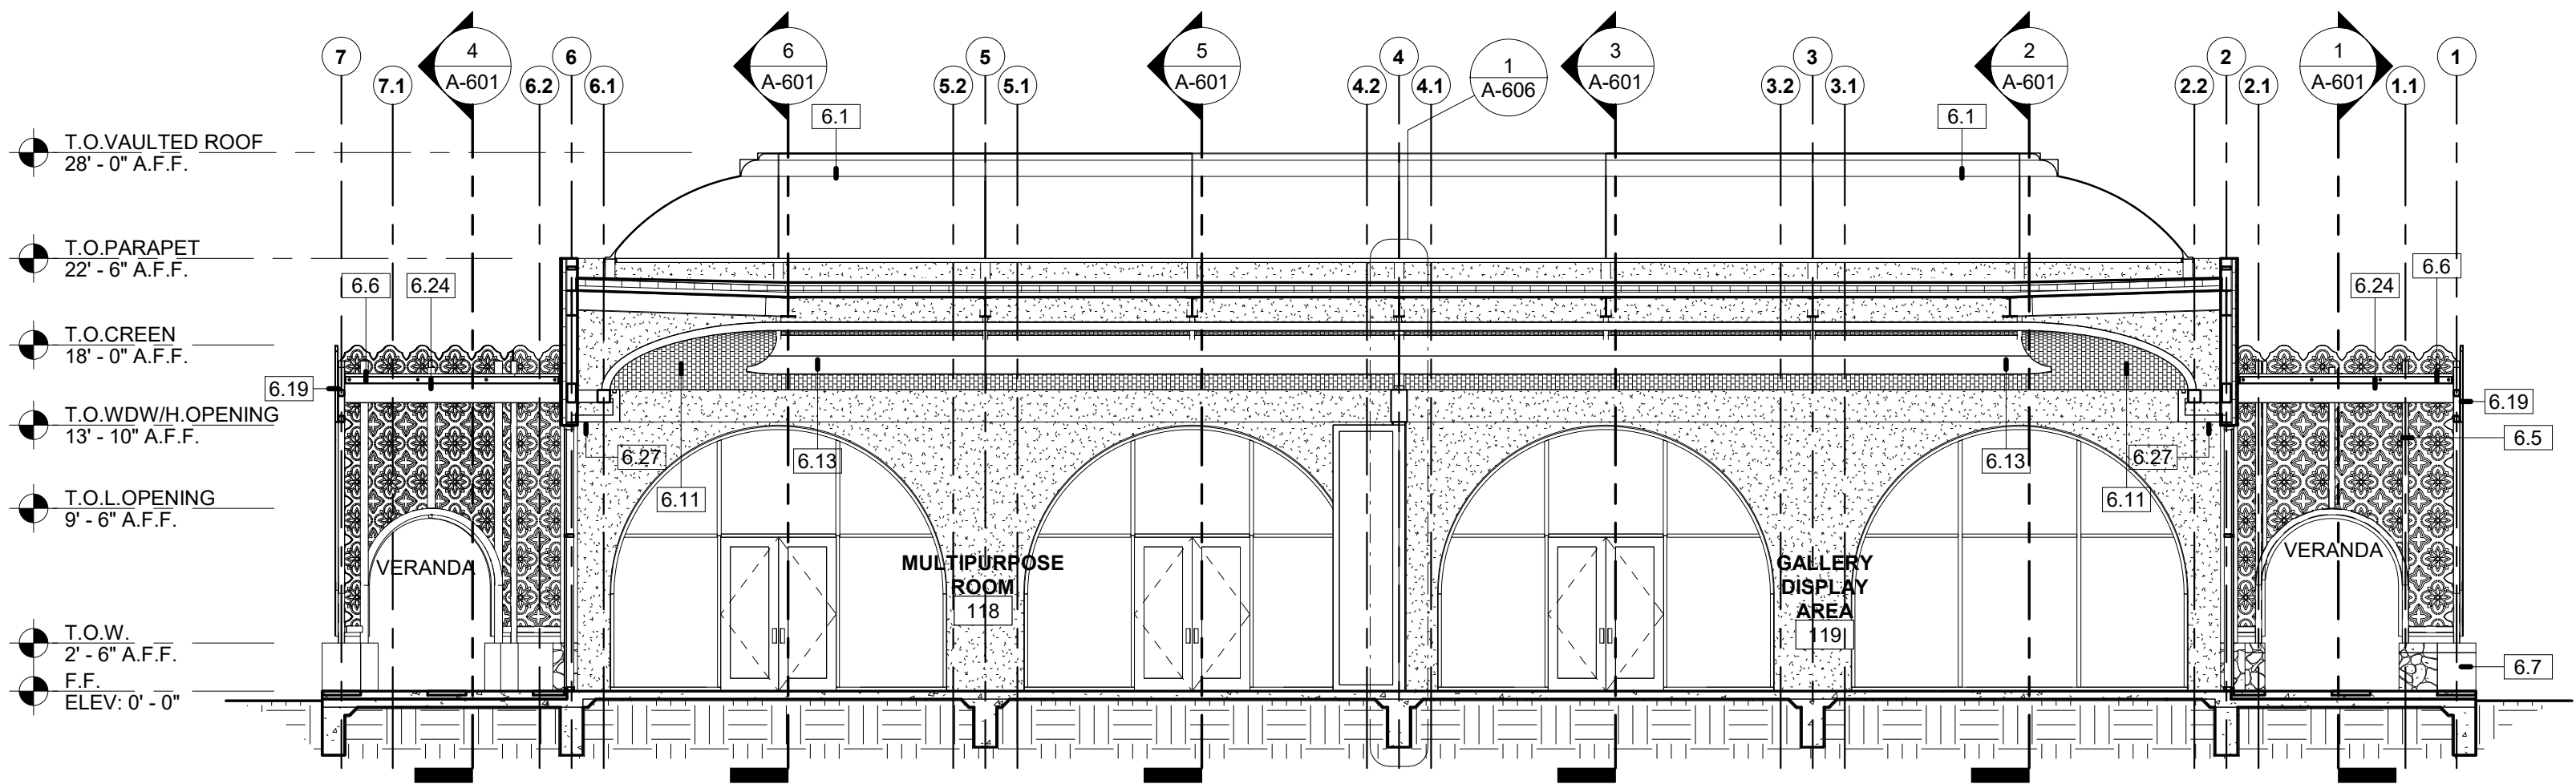 7
7.1
4
A-601
6.2
6
6.1
6
A-601
5.2
5
5.1
5
A-601
4.2
4
4.1
1
A-606
3
A-601
3.2
3
3.1
2
A-601
2.2
2
2.1
1
A-601
1.1
1
6.1
6.1
T.O.VAULTED ROOF
28' - 0" A.F.F.
T.O.PARAPET
22' - 6" A.F.F.
6.6
6.24
6.24
6.6
T.O.CREEN
18' - 0" A.F.F.
6.19
6.19
T.O.WDW/H.OPENING
13' - 10" A.F.F.
6.27
6.11
6.13
6.13
6.27
6.11
6.5
T.O.L.OPENING
9' - 6" A.F.F.
VERANDA
MULTIPURPOSE
ROOM
118
GALLERY
DISPLAY
AREA
119
VERANDA
T.O.W.
2' - 6" A.F.F.
6.7
F.F.
ELEV: 0' - 0"